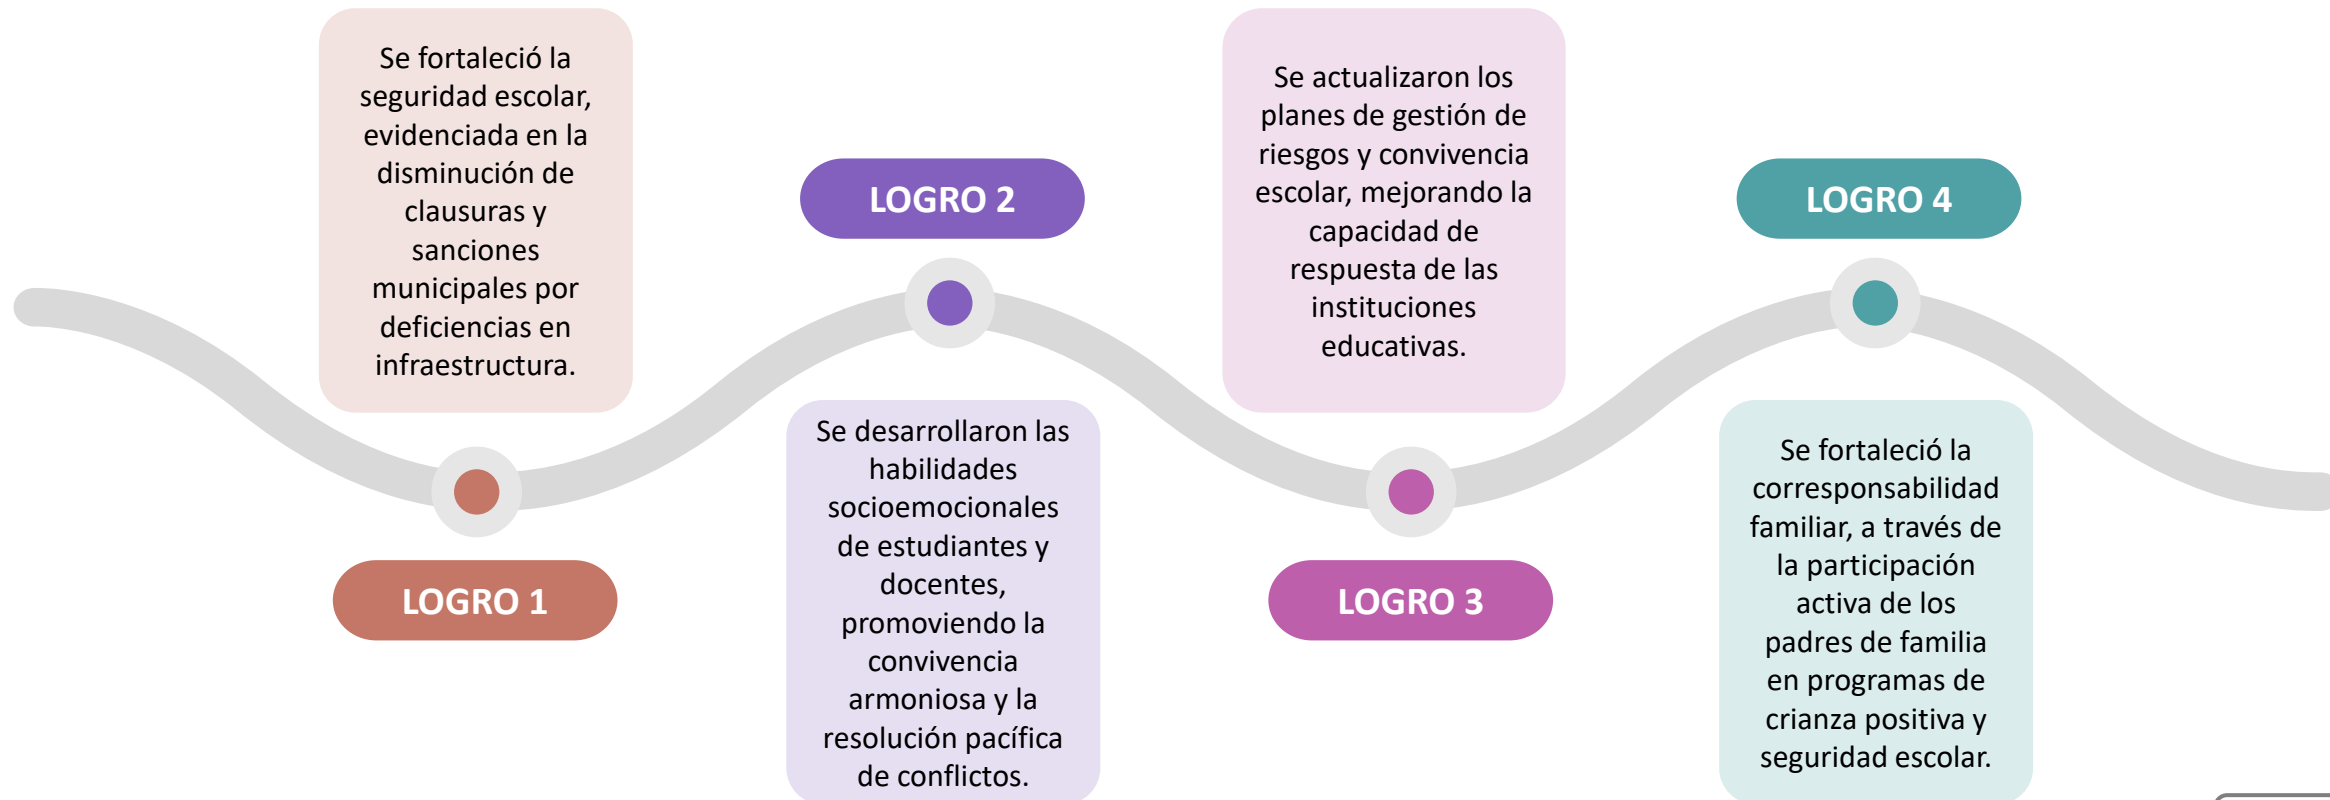 Se fortaleció la
seguridad escolar,
evidenciada en la
disminución de
clausuras y
sanciones
municipales por
deficiencias en
infraestructura.
LOGRO 1
LOGRO 2
Se desarrollaron las
habilidades
socioemocionales
de estudiantes y
docentes,
promoviendo la
convivencia
armoniosa y la
resolución pacífica
de conflictos.
Se actualizaron los
planes de gestión de
riesgos y convivencia
escolar, mejorando la
capacidad de
respuesta de las
instituciones
educativas.
LOGRO 3
LOGRO 4
Se fortaleció la
corresponsabilidad
familiar, a través de
la participación
activa de los
padres de familia
en programas de
crianza positiva y
seguridad escolar.